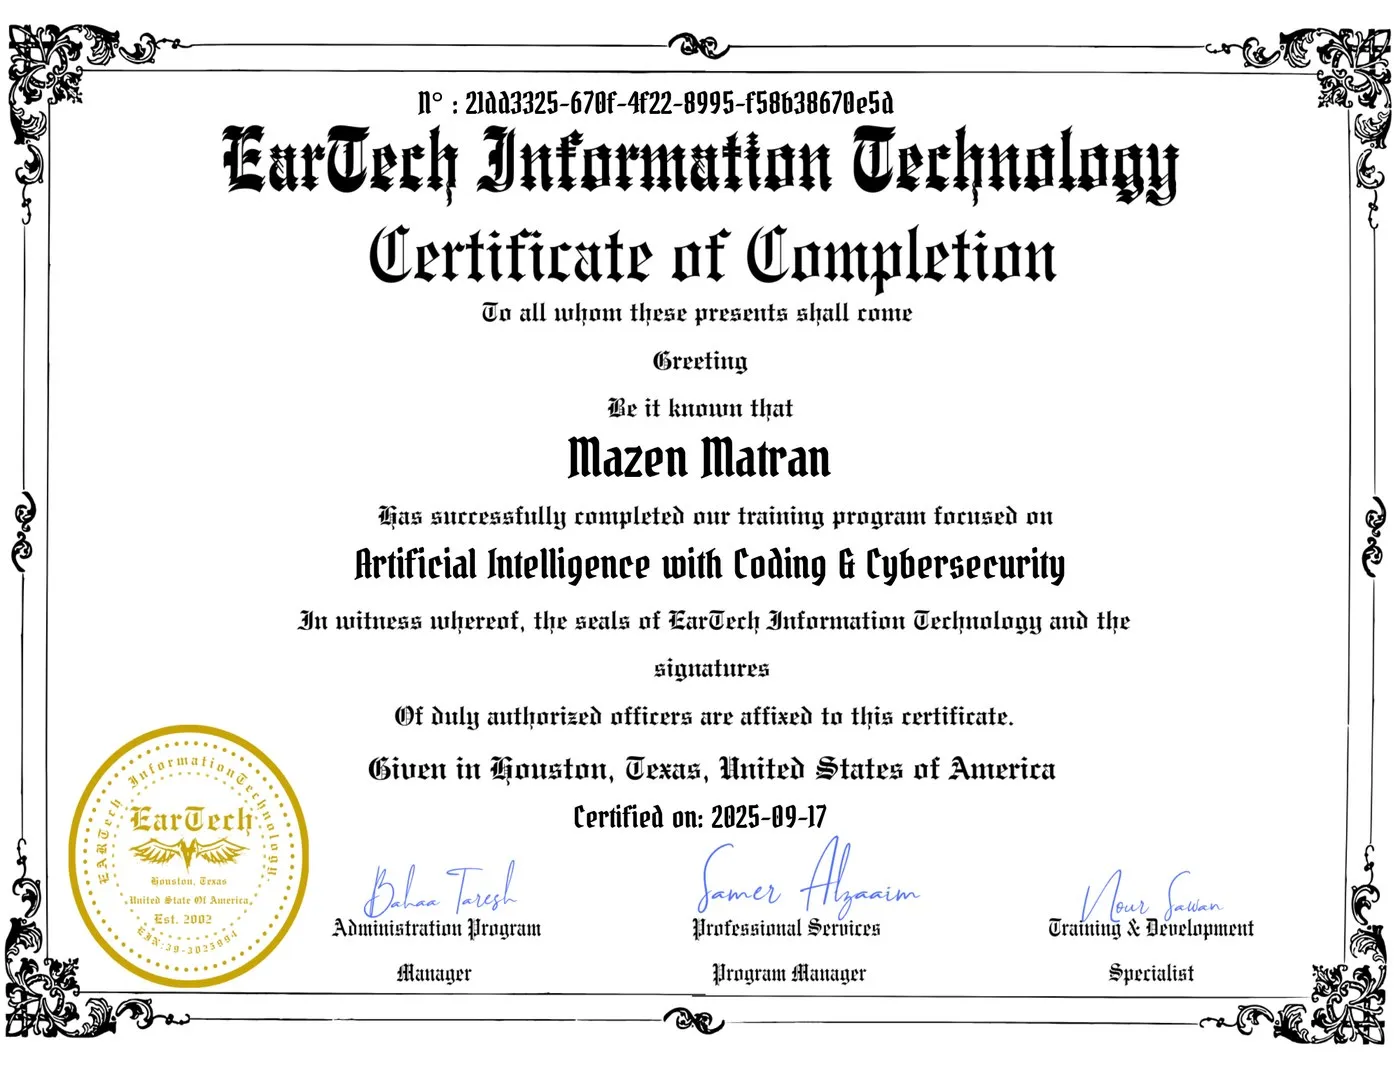 N° : 21dd3325-670f-4f22-8995-f58b38670e5d
EarTech Information Technology
Certificate of Completion
To all whom these presents shall come
Greeting
Be it known that
Mazen Matran
Has successfully completed our training program focused on
Artificial Intelligence with Coding & Cybersecurity
In witness whereof, the seals of EarTech Information Technology and the
signatures
Of duly authorized officers are affixed to this certificate.
Given in Houston, Texas, United States of America
Certified on: 2025-09-17
EARTech InformationTechnology
EarTech
Houston, Texas
United State Of America
Est. 2002
EIN:39-3025994
Bahaa Taresh
Administration Program
Manager
Samer Alzaaim
Professional Services
Program Manager
Nour Sawan
Training & Development
Specialist